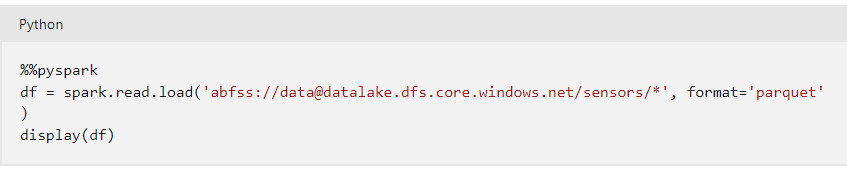 Python
%%pyspark
df = spark.read.load('abfss://data@datalake.dfs.core.windows.net/sensors/*', format='parquet'
)
display(df)